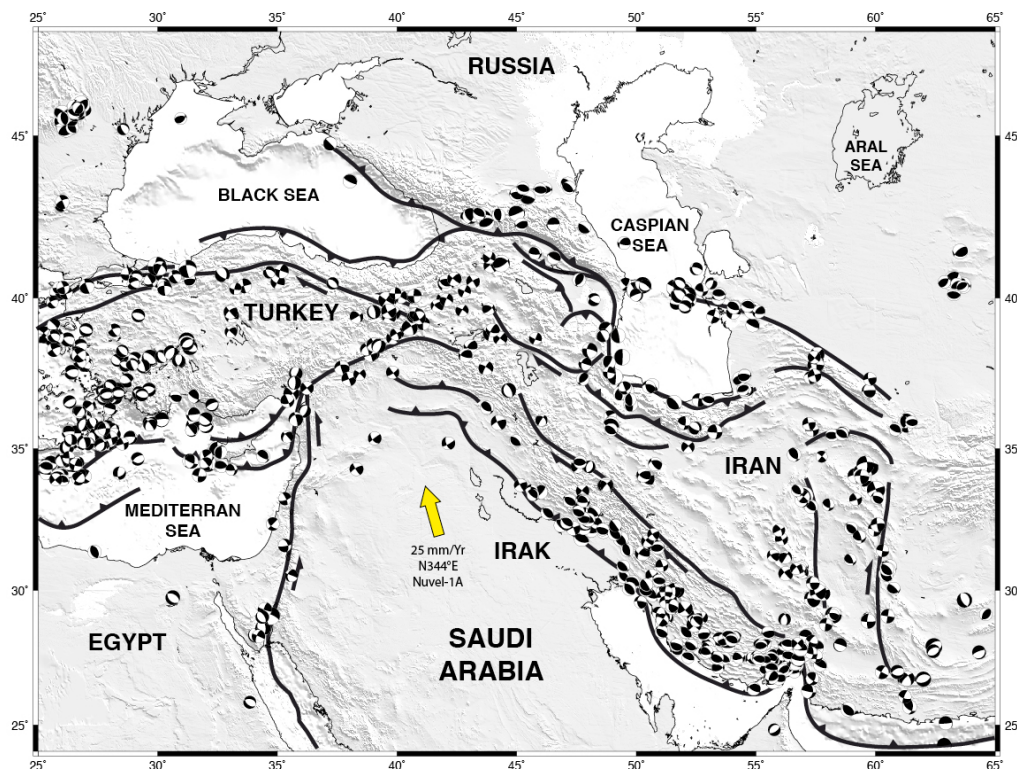 25° 30° 35° 40° 45° 50° 55° 60° 65°
RUSSIA
45°
45°
ARAL
SEA
BLACK SEA
CASPIAN
SEA
40°
40°
TURKEY
35°
35°
IRAN
MEDITERRAN
SEA
IRAK
25 mm/Yr
N344°E
Nuvel-1A
30°
30°
EGYPT
SAUDI
ARABIA
25°
25°
25° 30° 35° 40° 45° 50° 55° 60° 65°